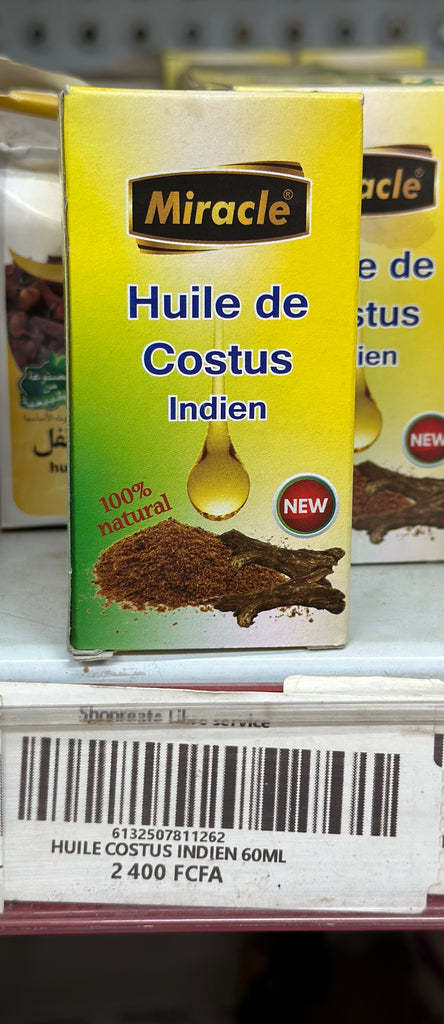 Miracle®
Huile de
Costus
Indien
100%
natural
NEW
acle®
e de
stus
ien
NEW
hu
Libre service
6132507811262
HUILE COSTUS INDIEN 60ML
2 400 FCFA